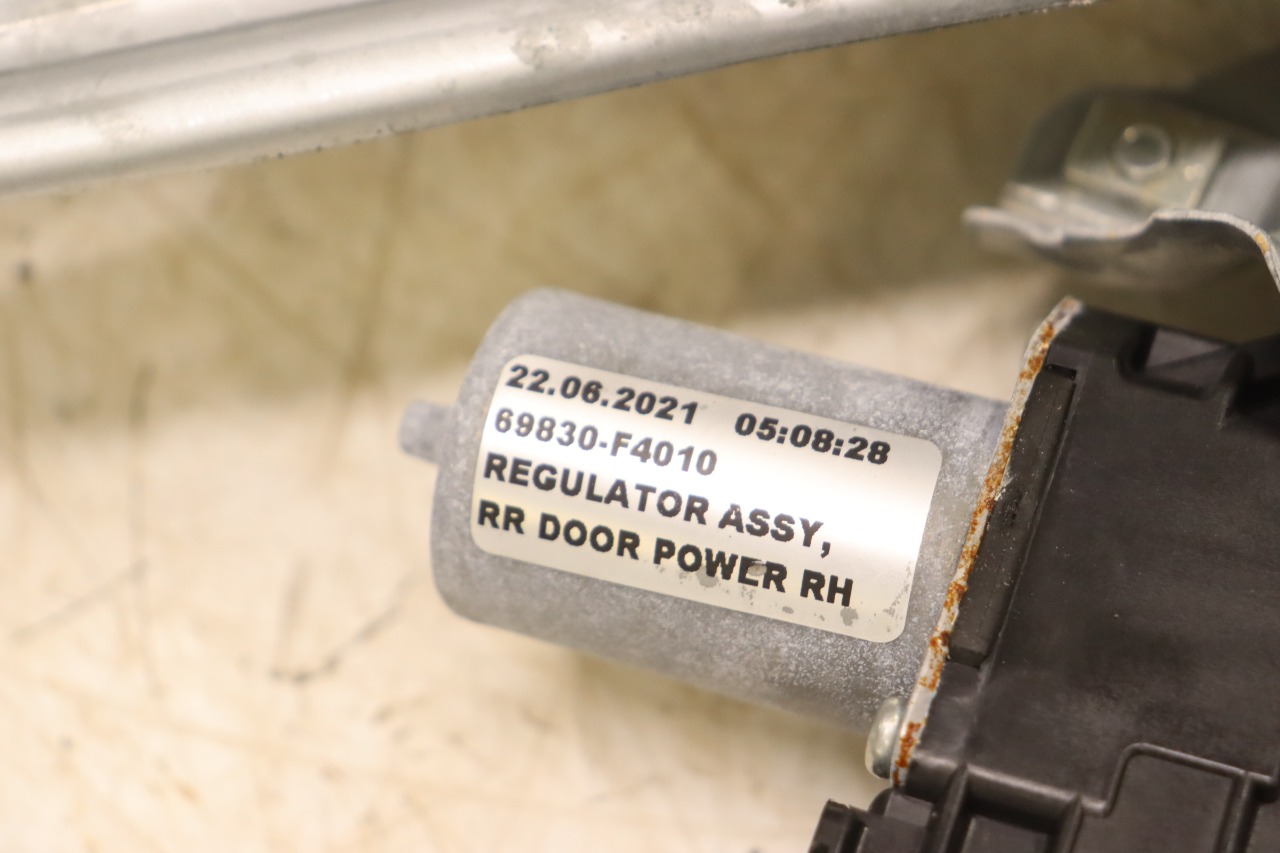 22.06.2021 05:08:28
69830-F4010
REGULATOR ASSY,
RR DOOR POWER RH